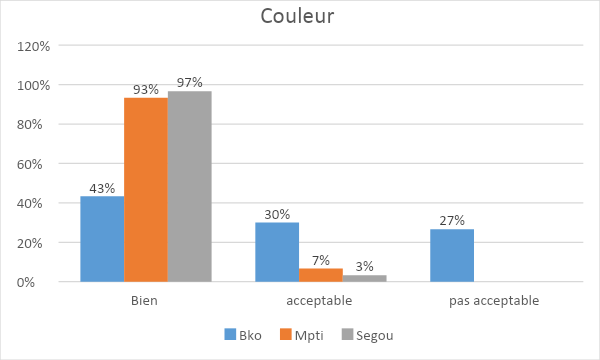 Couleur
120%
100%
80%
60%
40%
20%
0%
43%
93%
97%
30%
7%
3%
27%
Bien
acceptable
pas acceptable
Bko
Mpti
Segou